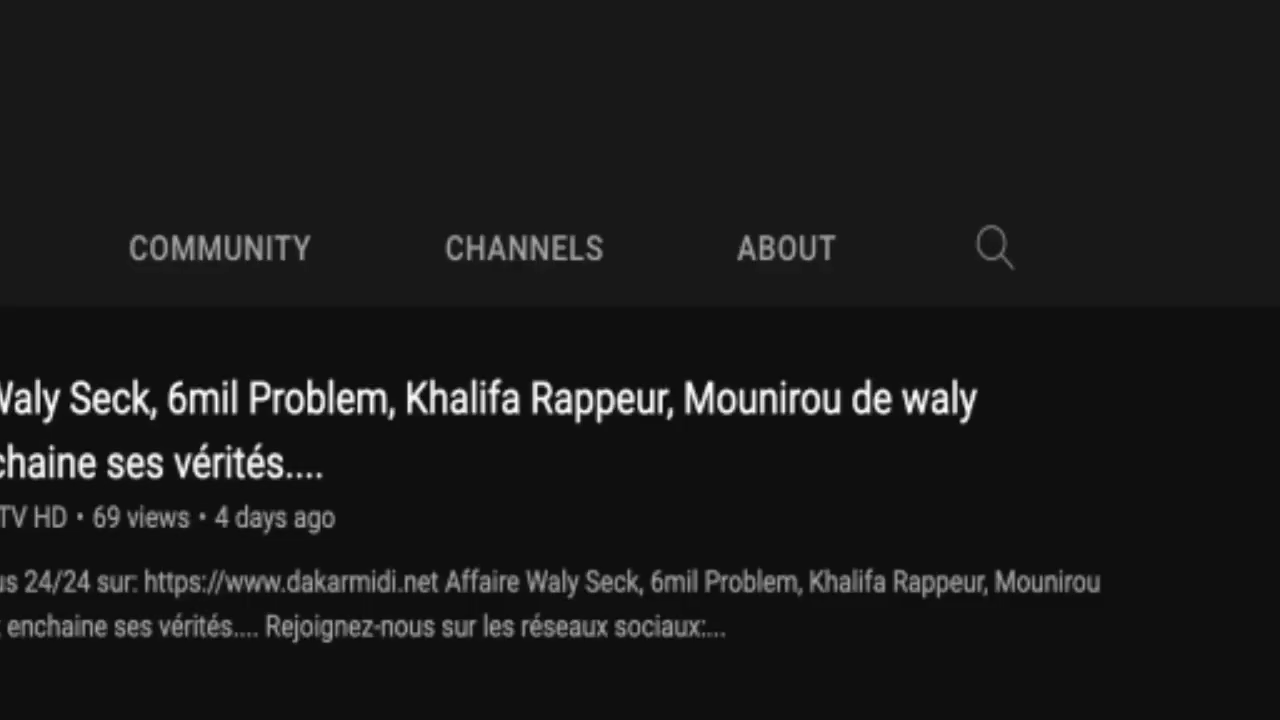 COMMUNITY CHANNELS ABOUT
Waly Seck, 6mil Problem, Khalifa Rappeur, Mounirou de waly
chaine ses vérités....
TV HD • 69 views • 4 days ago
us 24/24 sur: https://www.dakarmidi.net Affaire Waly Seck, 6mil Problem, Khalifa Rappeur, Mounirou
enchaine ses vérités.... Rejoignez-nous sur les réseaux sociaux:...